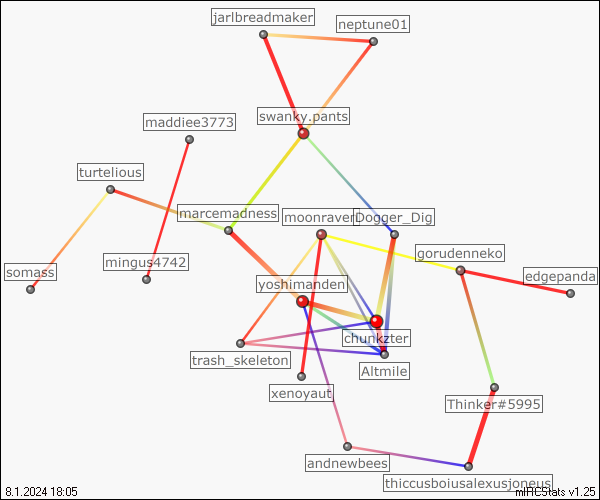 jarlbreadmaker
neptune01
maddiee3773
swanky.pants
turtelious
marcemadness
moonraven
Dogger_Dig
gorudenneko
somass
mingus4742
edgepanda
yoshimanden
chunkzter
trash_skeleton
Altmile
xenoyaut
Thinker#5995
andnewbees
thiccusboiusalexusjoneus
8.1.2024 18:05
mIRCStats v1.25